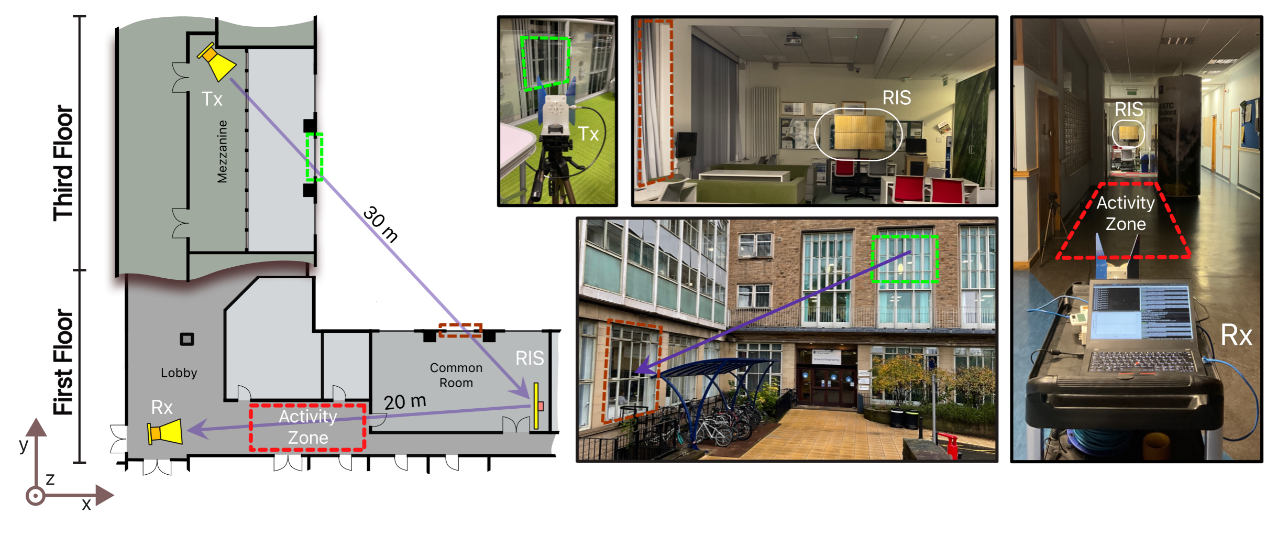 Third Floor
First Floor
Tx
Mezzanine
30 m
RIS
Common
Room
Lobby
20 m
Rx
Activity
Zone
y
z
x
Tx
RIS
RIS
Activity
Zone
Rx